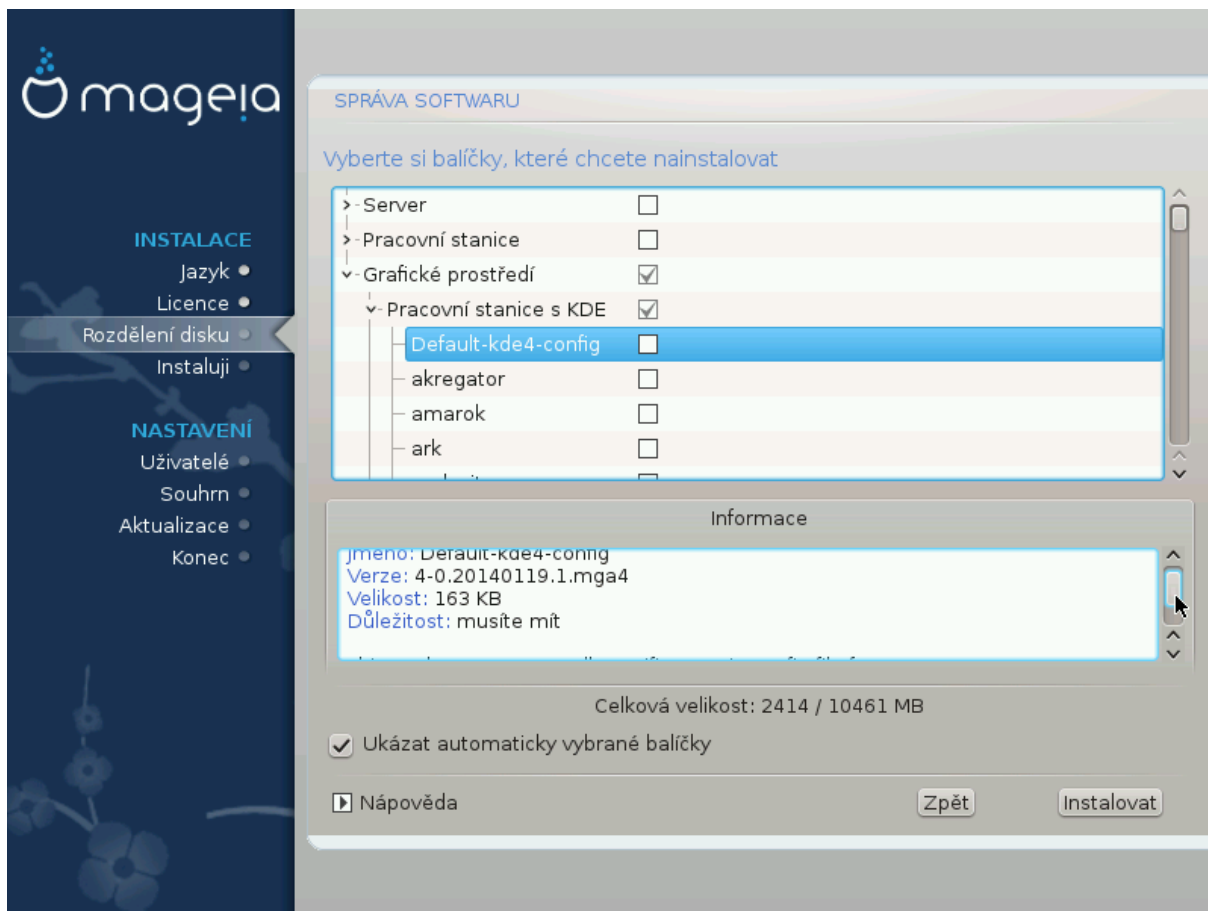 mageia
INSTALACE
Jazyk
Licence
Rozdělení disku
Instaluji
NASTAVENÍ
Uživatelé
Souhrn
Aktualizace
Konec
SPRÁVA SOFTWARU
Vyberte si balíčky, které chcete nainstalovat
Server
Pracovní stanice
Grafické prostředí
Pracovní stanice s KDE
Default-kde4-config
akregator
amarok
ark
Informace
Jméno: Default-kde4-config
Verze: 4-0.20140119.1.mga4
Velikost: 163 KB
Důležitost: musíte mít
Celková velikost: 2414 / 10461 MB
Ukázat automaticky vybrané balíčky
Nápověda
Zpět
Instalovat